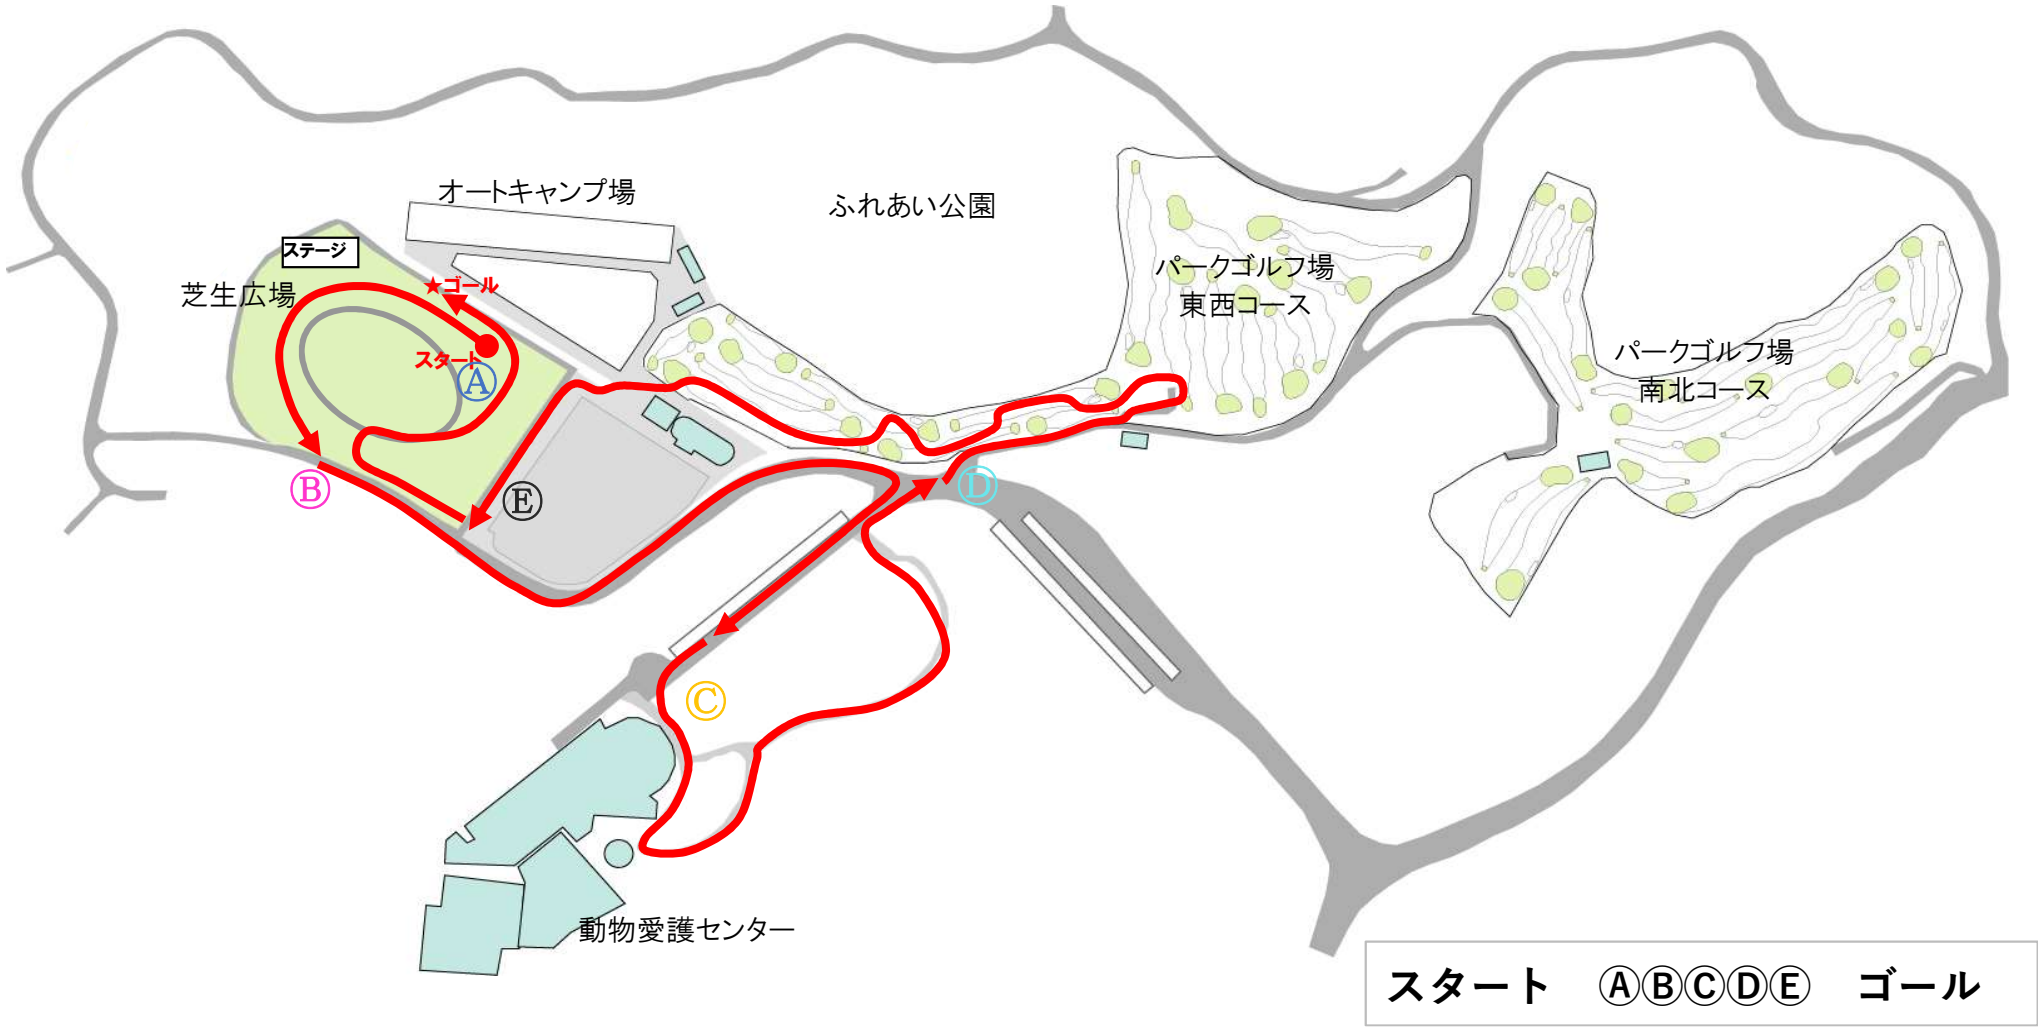 オートキャンプ場
ふれあい公園
ステージ
芝生広場
★ゴール
スタート
Ⓐ
パークゴルフ場
東西コース
パークゴルフ場
南北コース
Ⓑ
Ⓔ
Ⓓ
Ⓒ
動物愛護センター
スタート ⒶⒷⒸⒹⒺ ゴール